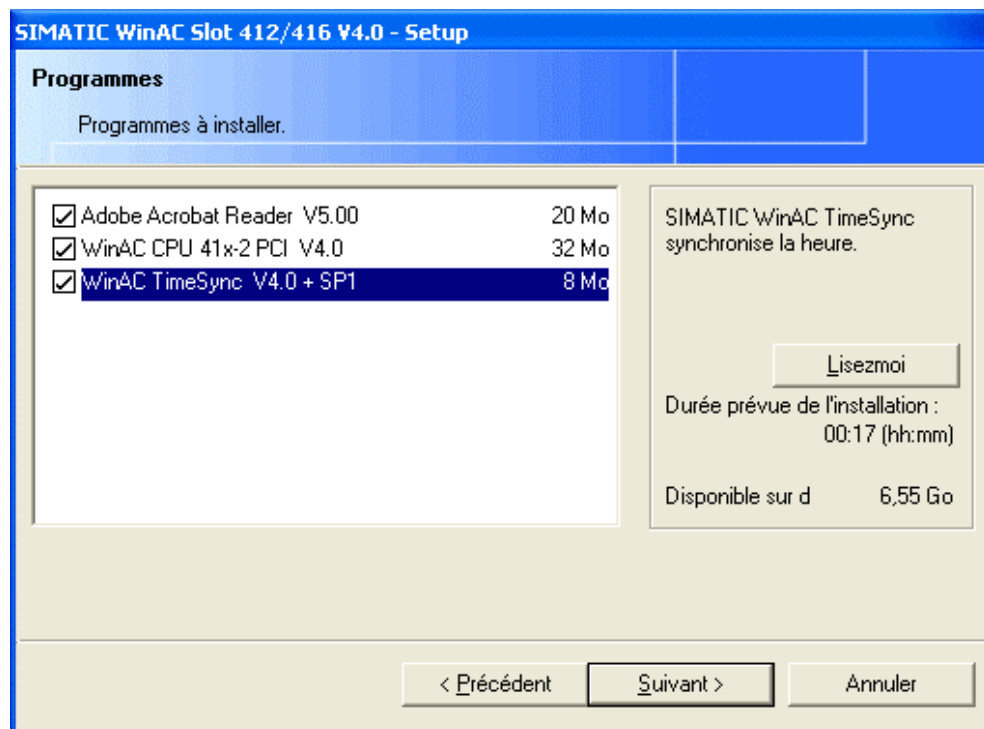 SIMATIC WinAC Slot 412/416 V4.0 - Setup
Programmes
Programmes à installer.
Adobe Acrobat Reader V5.00 20 Mo
WinAC CPU 41x-2 PCI V4.0 32 Mo
WinAC TimeSync V4.0 + SP1 8 Mo
SIMATIC WinAC TimeSync
synchronise la heure.
Lisezmoi
Durée prévue de l'installation :
00:17 (hh:mm)
Disponible sur d 6,55 Go
< Précédent Suivant > Annuler